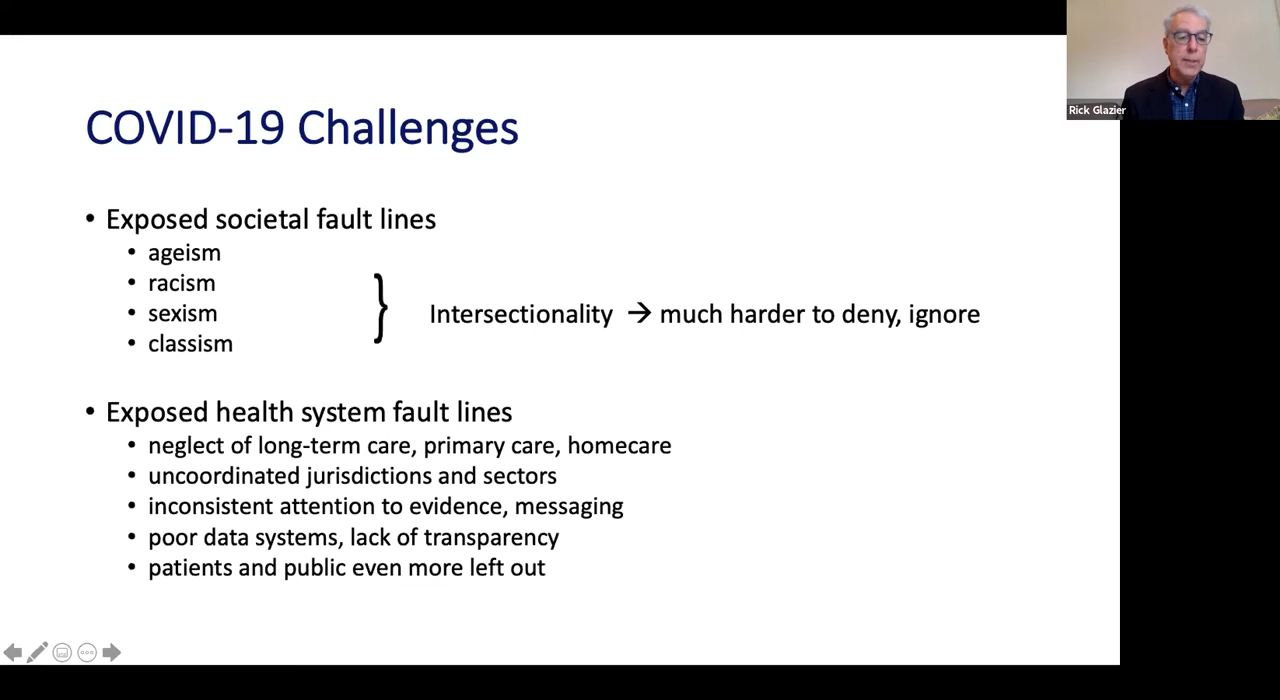 COVID-19 Challenges
Rick Glazier
• Exposed societal fault lines
• ageism
• racism
• sexism
• classism
} Intersectionality → much harder to deny, ignore
• Exposed health system fault lines
• neglect of long-term care, primary care, homecare
• uncoordinated jurisdictions and sectors
• inconsistent attention to evidence, messaging
• poor data systems, lack of transparency
• patients and public even more left out